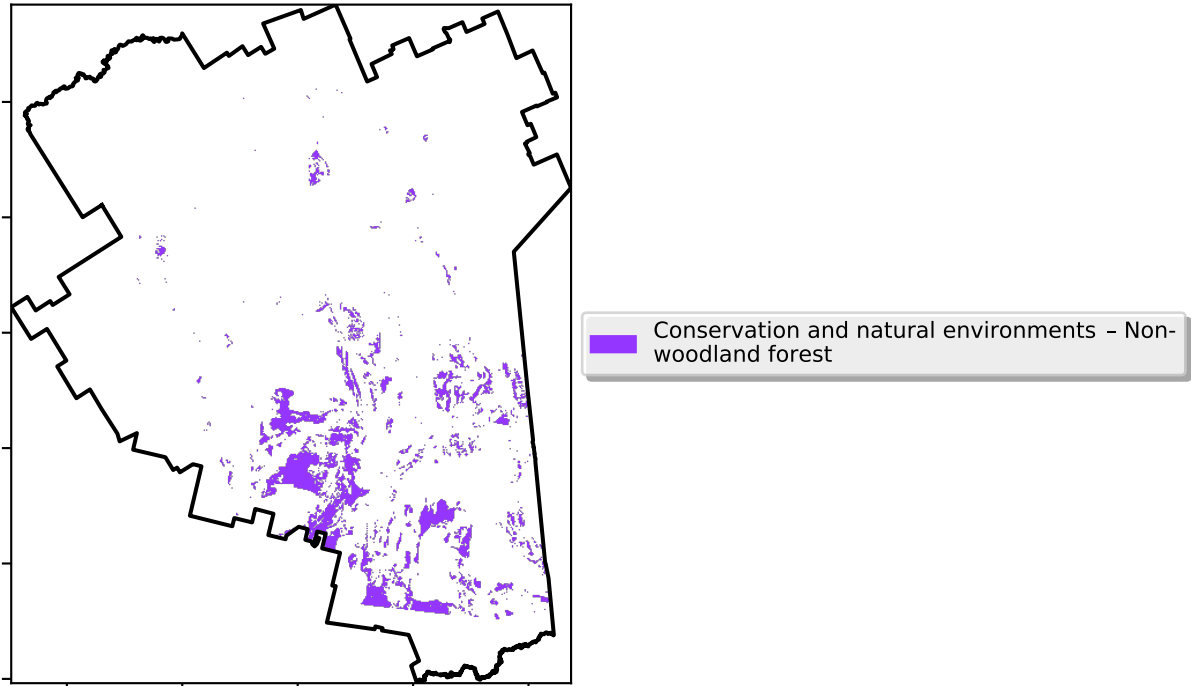 Conservation and natural environments – Non-
woodland forest